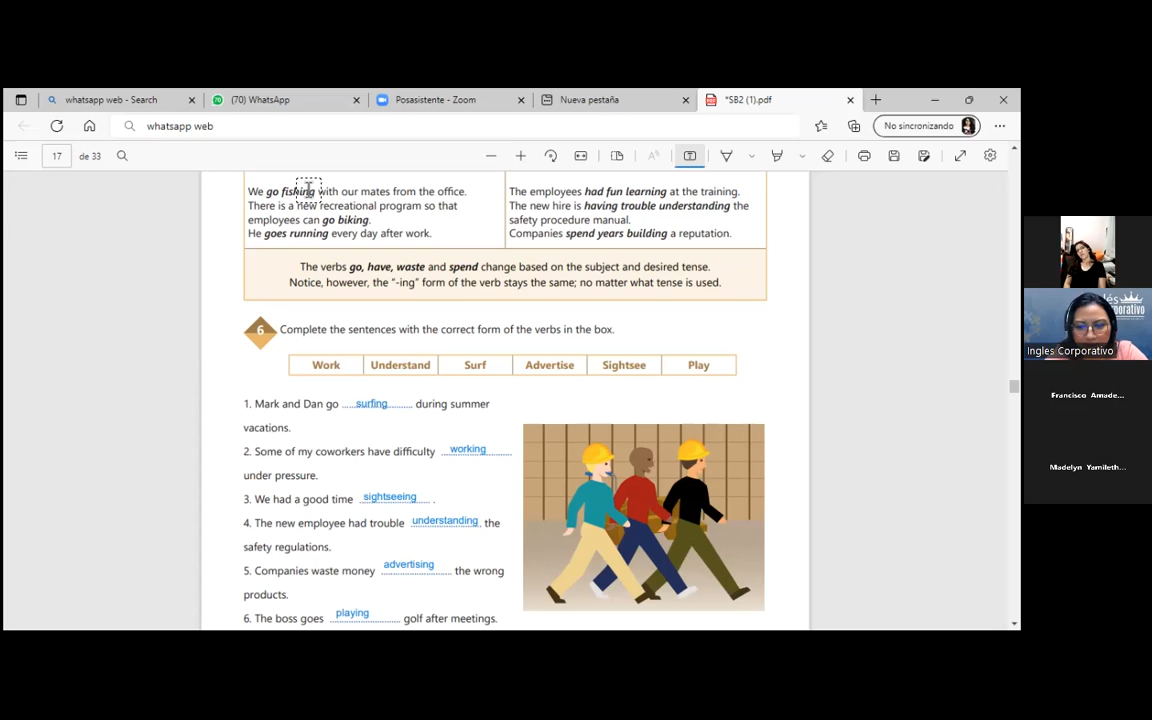 whatsapp web - Search
(70) WhatsApp
Posasistente - Zoom
Nueva pestaña
*SB2 (1).pdf
whatsapp web
No sincronizando
17 de 33
We go fishing with our mates from the office.
There is a new recreational program so that
employees can go biking.
He goes running every day after work.
The employees had fun learning at the training.
The new hire is having trouble understanding the
safety procedure manual.
Companies spend years building a reputation.
The verbs go, have, waste and spend change based on the subject and desired tense.
Notice, however, the "-ing" form of the verb stays the same; no matter what tense is used.
6 Complete the sentences with the correct form of the verbs in the box.
Work Understand Surf Advertise Sightsee Play
1. Mark and Dan go surfing during summer
vacations.
2. Some of my coworkers have difficulty working
under pressure.
3. We had a good time sightseeing .
4. The new employee had trouble understanding the
safety regulations.
5. Companies waste money advertising the wrong
products.
6. The boss goes playing golf after meetings.
Ingles Corporativo
Francisco Amade...
Madelyn Yamileth...